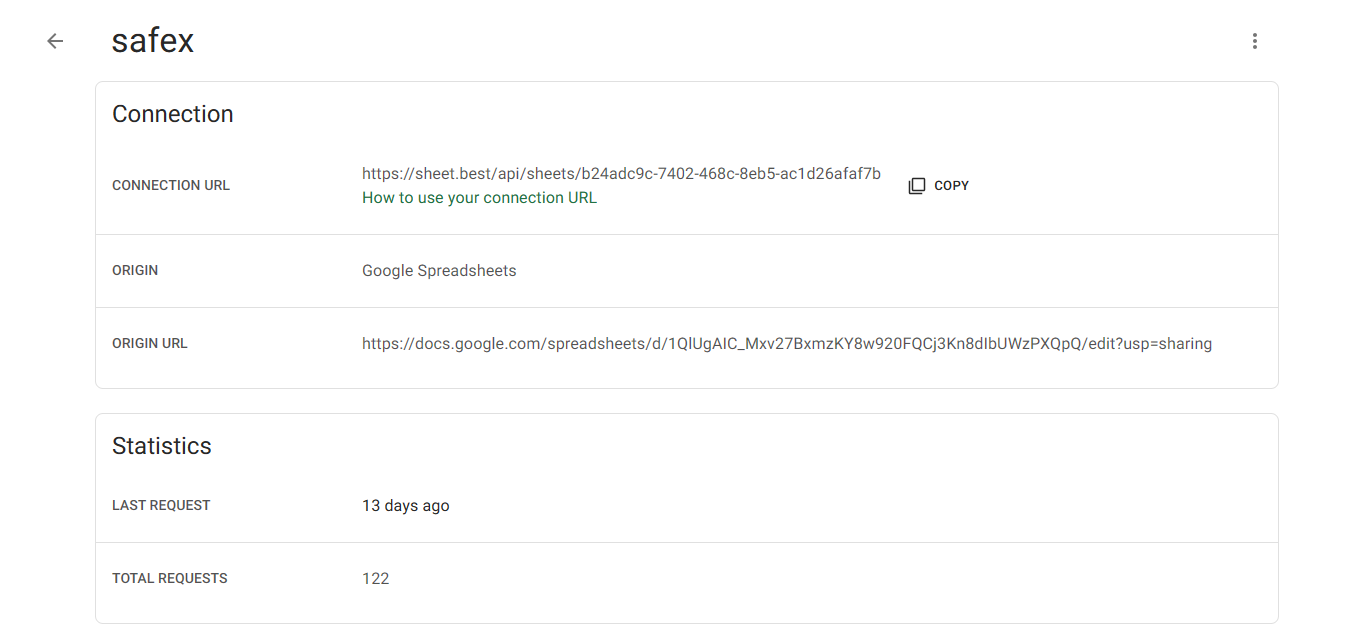 safex
Connection
CONNECTION URL
https://sheet.best/api/sheets/b24adc9c-7402-468c-8eb5-ac1d26afaf7b
How to use your connection URL
COPY
ORIGIN
Google Spreadsheets
ORIGIN URL
https://docs.google.com/spreadsheets/d/1QlUgAIC_Mxv27BxmzKY8w920FQCj3Kn8dIbUWzPXQpQ/edit?usp=sharing
Statistics
LAST REQUEST
13 days ago
TOTAL REQUESTS
122